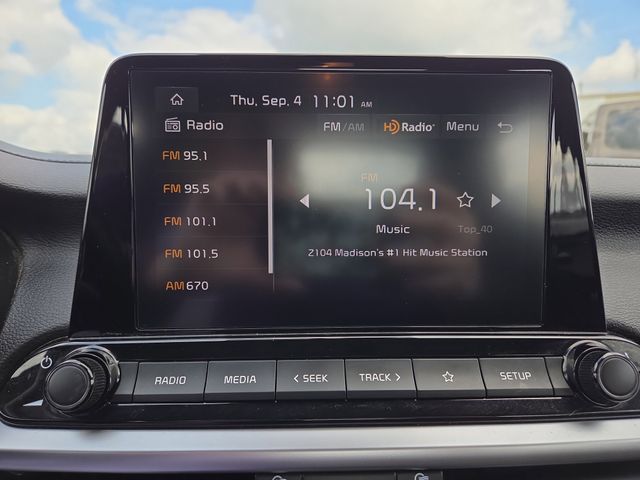 Thu, Sep. 4 11:01 AM
Radio FM/AM HD Radio Menu
FM 95.1
FM 95.5
FM 101.1
FM 101.5
AM 670
FM
104.1
Music Top_40
Z104 Madison's #1 Hit Music Station
RADIO MEDIA < SEEK TRACK > SETUP